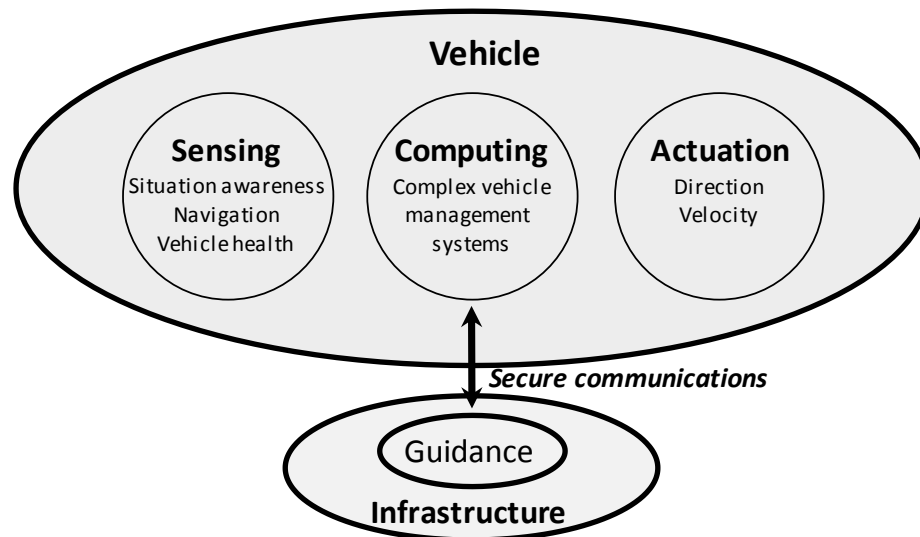 Vehicle
Sensing
Situation awareness
Navigation
Vehicle health
Computing
Complex vehicle
management
systems
Actuation
Direction
Velocity
Secure communications
Guidance
Infrastructure